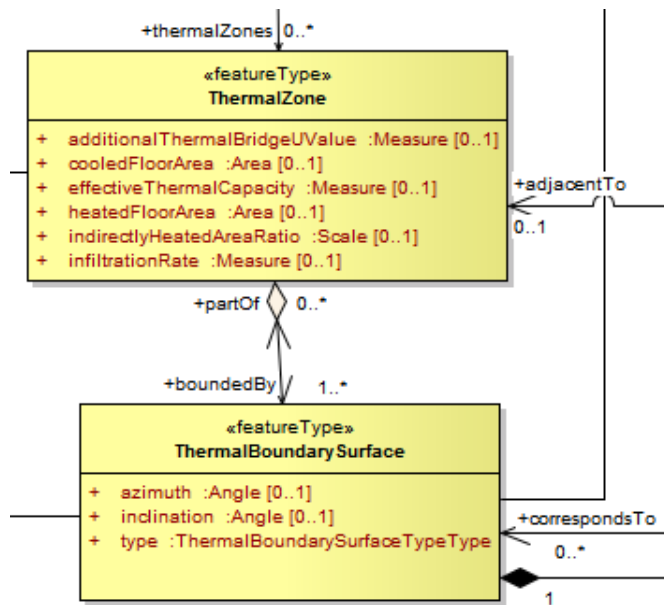 +thermalZones 0..*
«featureType»
ThermalZone
+ additionalThermalBridgeUValue :Measure [0..1]
+ cooledFloorArea :Area [0..1]
+ effectiveThermalCapacity :Measure [0..1]
+ heatedFloorArea :Area [0..1]
+ indirectlyHeatedAreaRatio :Scale [0..1]
+ infiltrationRate :Measure [0..1]
+adjacentTo
0..1
+partOf 0..*
+boundedBy 1..*
«featureType»
ThermalBoundarySurface
+ azimuth :Angle [0..1]
+ inclination :Angle [0..1]
+ type :ThermalBoundarySurfaceTypeType
+correspondsTo
0..*
1